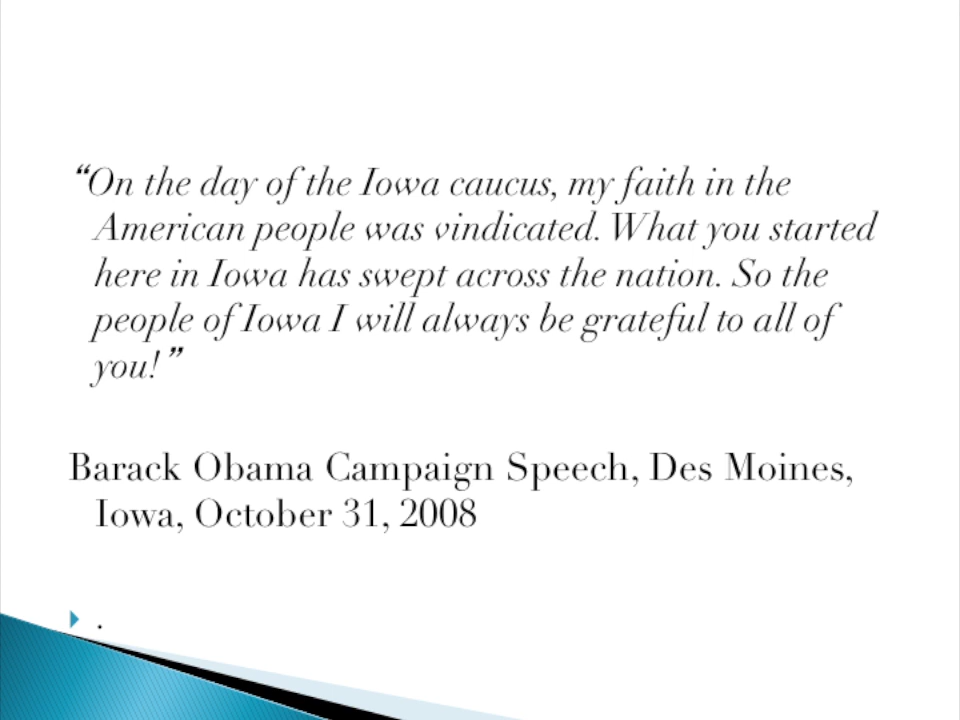 “On the day of the Iowa caucus, my faith in the
American people was vindicated. What you started
here in Iowa has swept across the nation. So the
people of Iowa I will always be grateful to all of
you!”
Barack Obama Campaign Speech, Des Moines,
Iowa, October 31, 2008
.